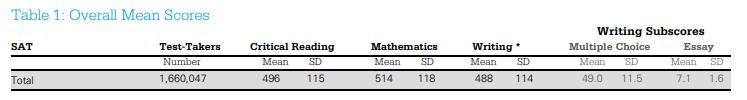 Table 1: Overall Mean Scores
Writing Subscores
SAT Test-Takers Critical Reading Mathematics Writing * Multiple Choice Essay
Number Mean SD Mean SD Mean SD Mean SD Mean SD
Total 1,660,047 496 115 514 118 488 114 49.0 11.5 7.1 1.6